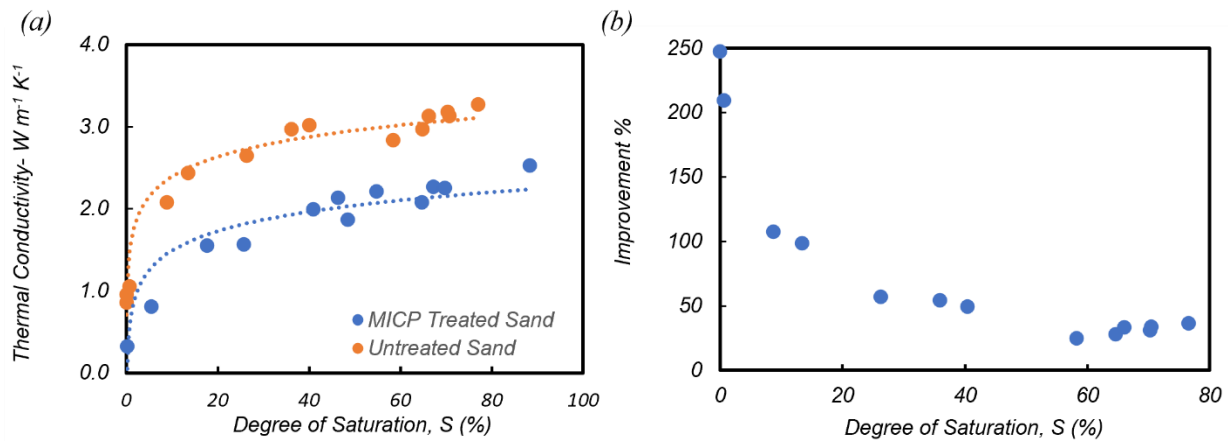 (a)
4.0
3.0
2.0
1.0
0.0
Thermal Conductivity- W m⁻¹ K⁻¹
MICP Treated Sand
Untreated Sand
0 20 40 60 80 100
Degree of Saturation, S (%)
(b)
250
200
150
100
50
0
Improvement %
0 20 40 60 80
Degree of Saturation, S (%)